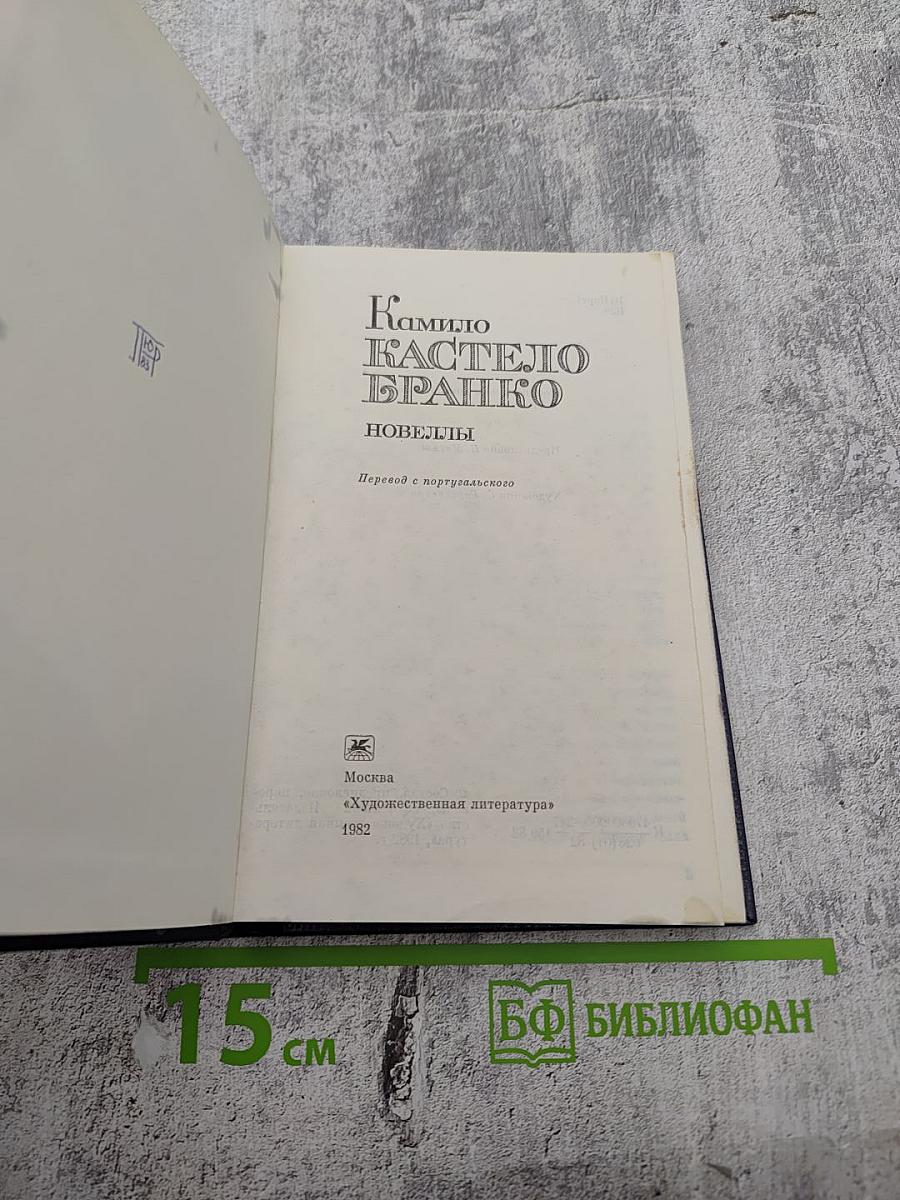 Камило
КАСТЕЛО
БРАНКО
НОВЕЛЛЫ
Перевод с португальского
Москва
«Художественная литература»
1982
15 см
БФ БИБЛИОФАН